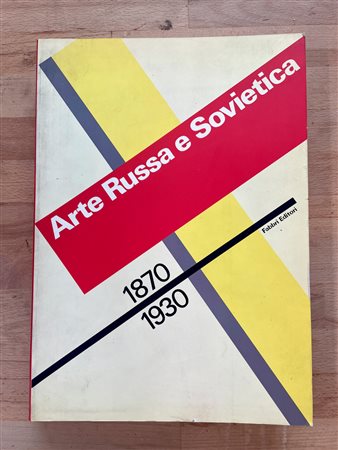 Arte Russa e Sovietica
1870
1930
Fabbri Editori